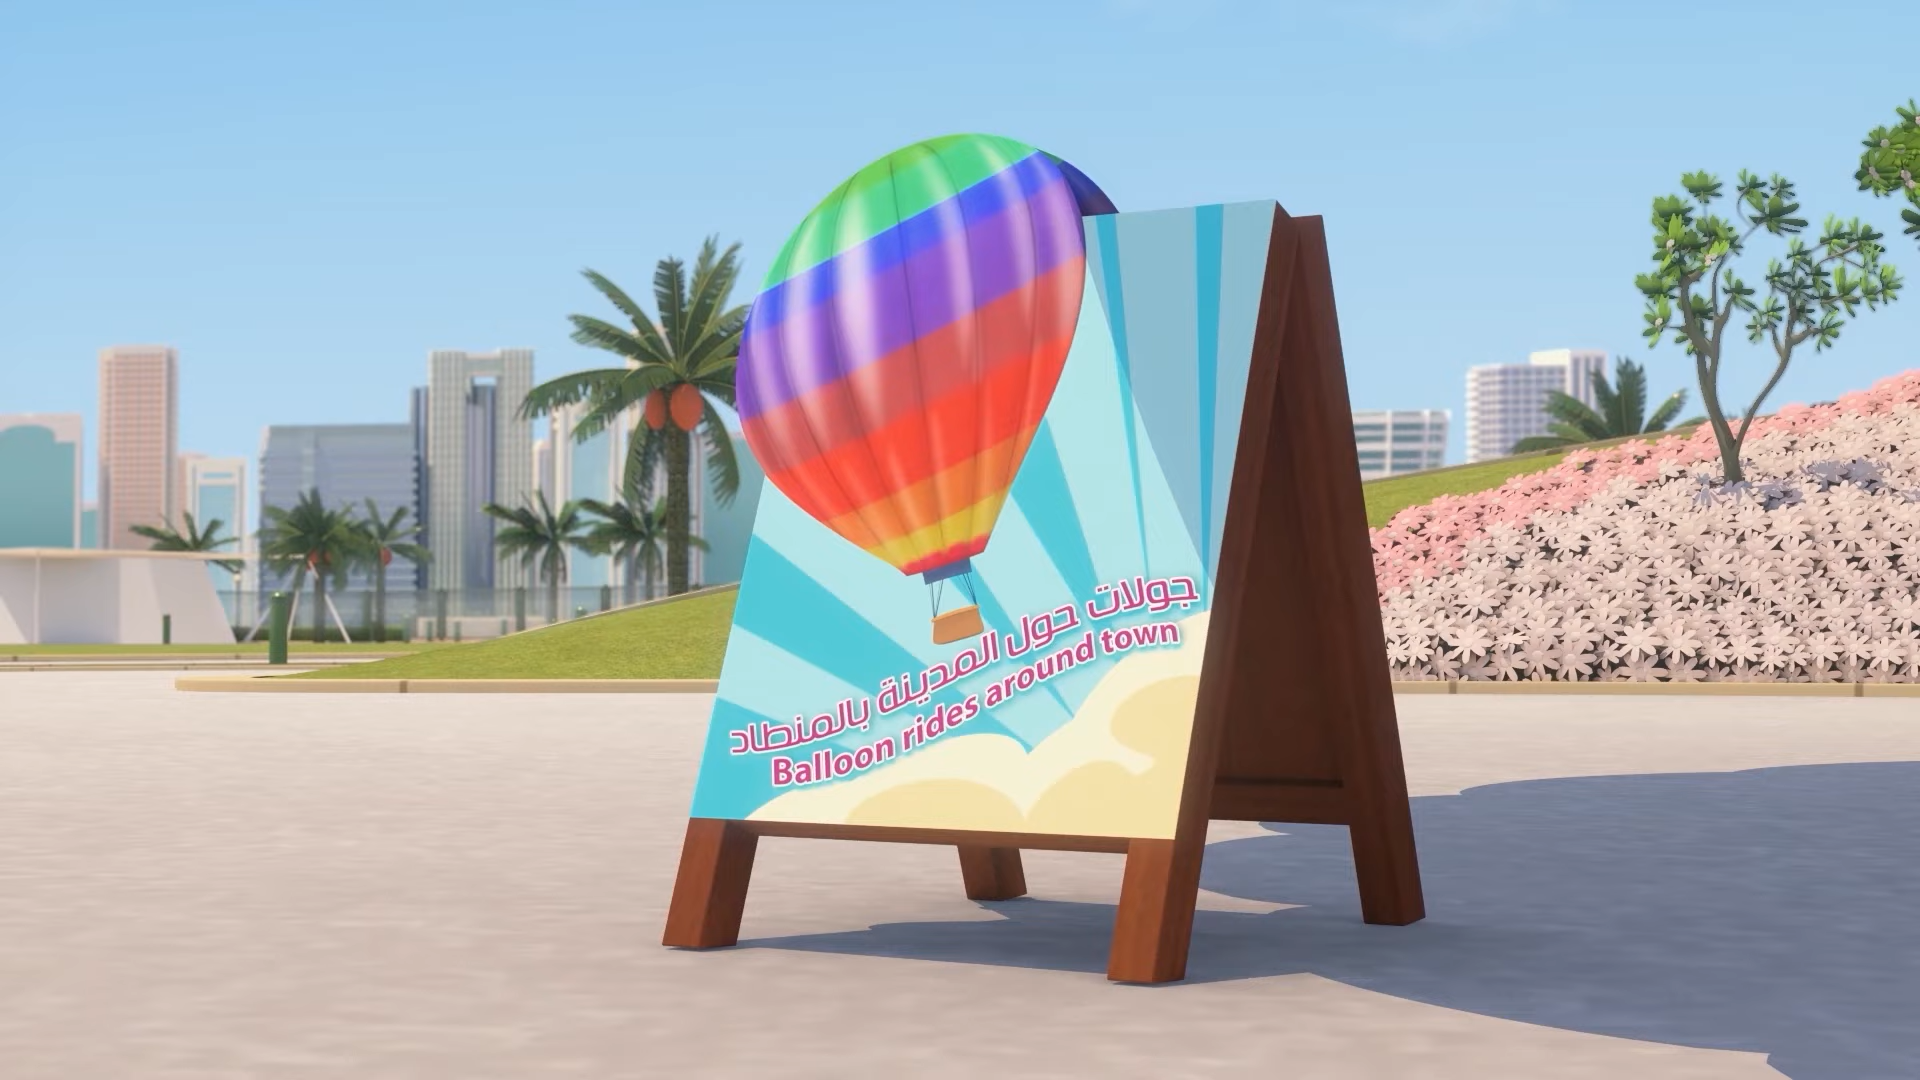 جولات حول المدينة بالمنطاد
Balloon rides around town